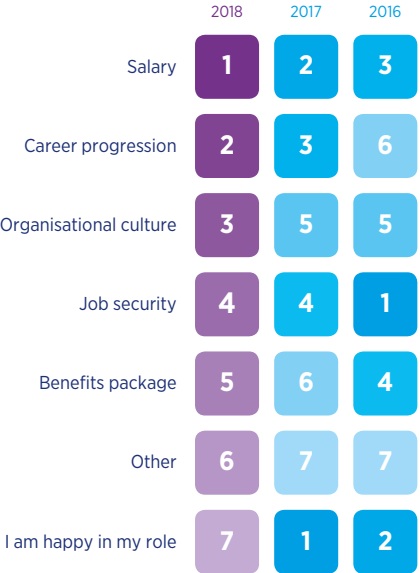 2018 2017 2016
Salary 1 2 3
Career progression 2 3 6
Organisational culture 3 5 5
Job security 4 4 1
Benefits package 5 6 4
Other 6 7 7
I am happy in my role 7 1 2